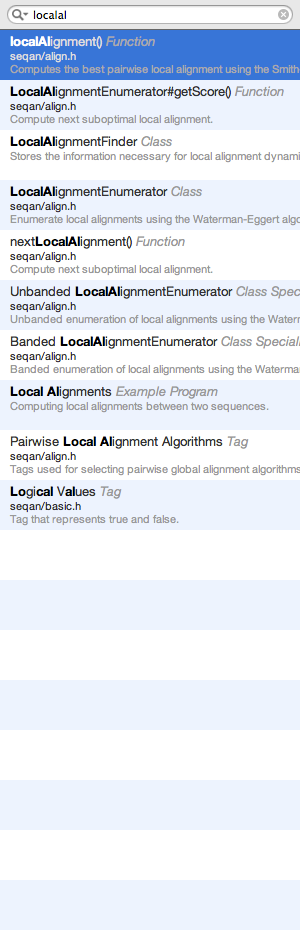 localal
localAlignment() Function
seqan/align.h
Computes the best pairwise local alignment using the Smith
LocalAlignmentEnumerator#getScore() Function
seqan/align.h
Compute next suboptimal local alignment.
LocalAlignmentFinder Class
Stores the information necessary for local alignment dynami
LocalAlignmentEnumerator Class
seqan/align.h
Enumerate local alignments using the Waterman-Eggert algo
nextLocalAlignment() Function
seqan/align.h
Compute next suboptimal local alignment.
Unbanded LocalAlignmentEnumerator Class Spec
seqan/align.h
Unbanded enumeration of local alignments using the Watern
Banded LocalAlignmentEnumerator Class Speciali
seqan/align.h
Banded enumeration of local alignments using the Waterma
Local Alignments Example Program
Computing local alignments between two sequences.
Pairwise Local Alignment Algorithms Tag
seqan/align.h
Tags used for selecting pairwise global alignment algorithms
Logical Values Tag
seqan/basic.h
Tag that represents true and false.